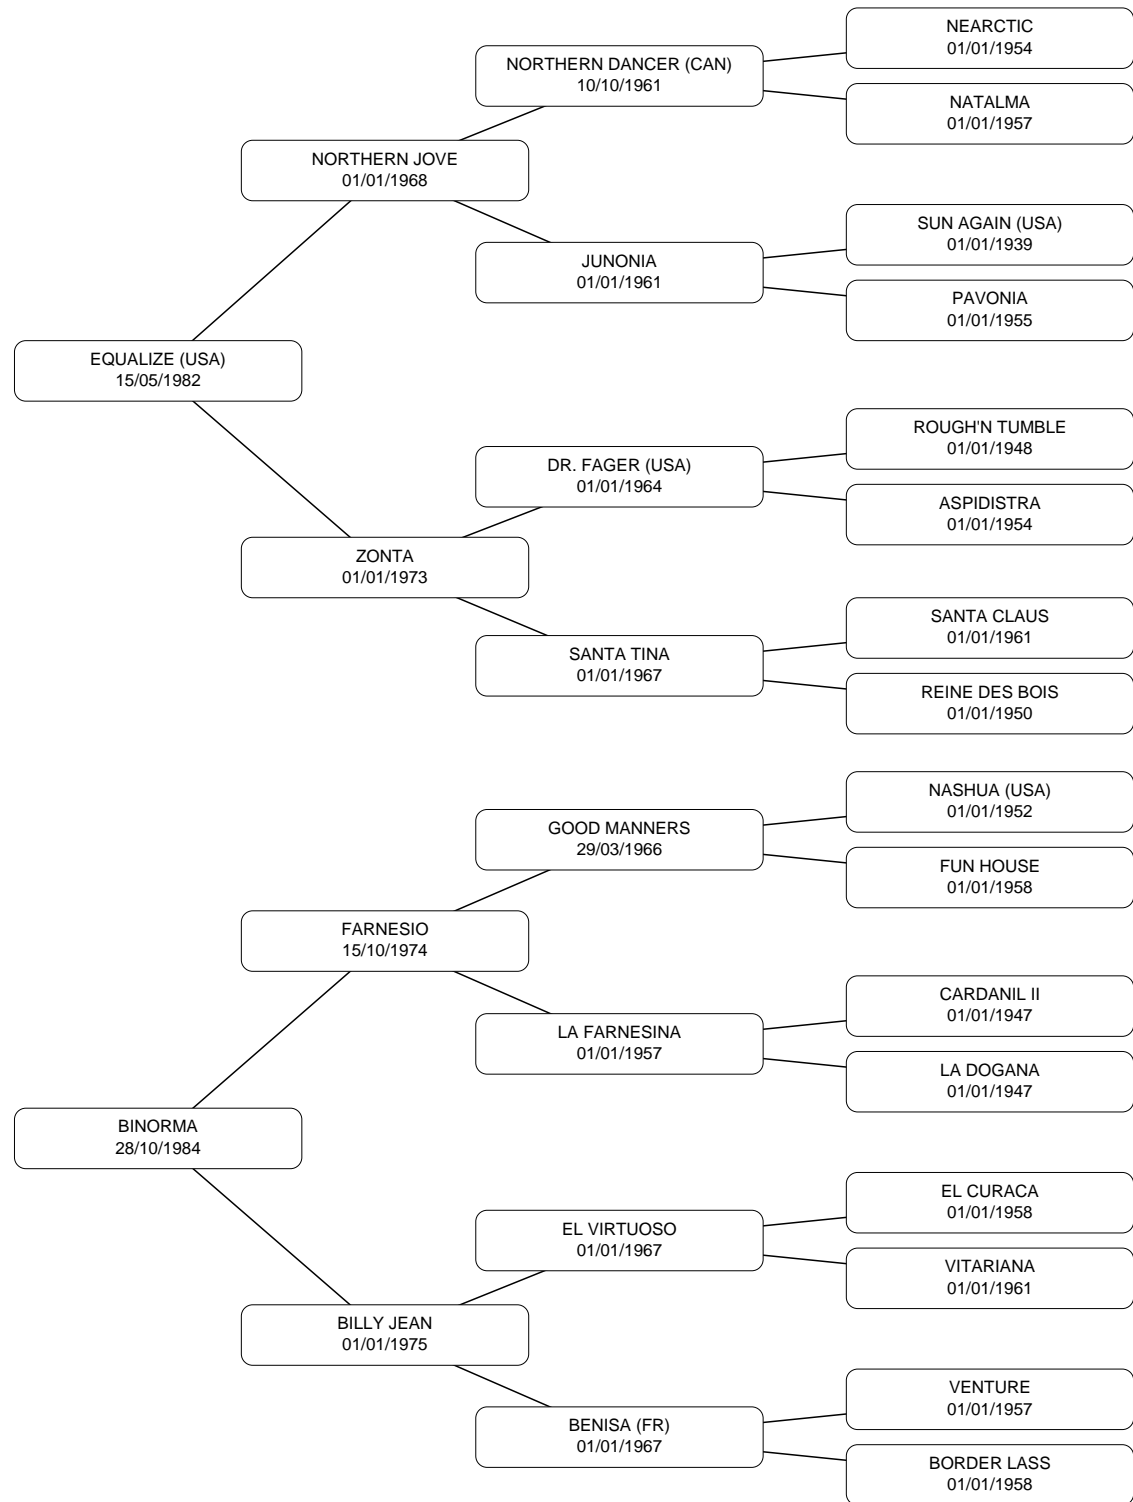 NEARCTIC
01/01/1954
NORTHERN DANCER (CAN)
10/10/1961
NATALMA
01/01/1957
NORTHERN JOVE
01/01/1968
SUN AGAIN (USA)
01/01/1939
JUNONIA
01/01/1961
PAVONIA
01/01/1955
EQUALIZE (USA)
15/05/1982
ROUGH'N TUMBLE
01/01/1948
DR. FAGER (USA)
01/01/1964
ASPIDISTRA
01/01/1954
ZONTA
01/01/1973
SANTA CLAUS
01/01/1961
SANTA TINA
01/01/1967
REINE DES BOIS
01/01/1950
NASHUA (USA)
01/01/1952
GOOD MANNERS
29/03/1966
FUN HOUSE
01/01/1958
FARNESIO
15/10/1974
CARDANIL II
01/01/1947
LA FARNESINA
01/01/1957
LA DOGANA
01/01/1947
BINORMA
28/10/1984
EL CURACA
01/01/1958
EL VIRTUOSO
01/01/1967
VITARIANA
01/01/1961
BILLY JEAN
01/01/1975
VENTURE
01/01/1957
BENISA (FR)
01/01/1967
BORDER LASS
01/01/1958